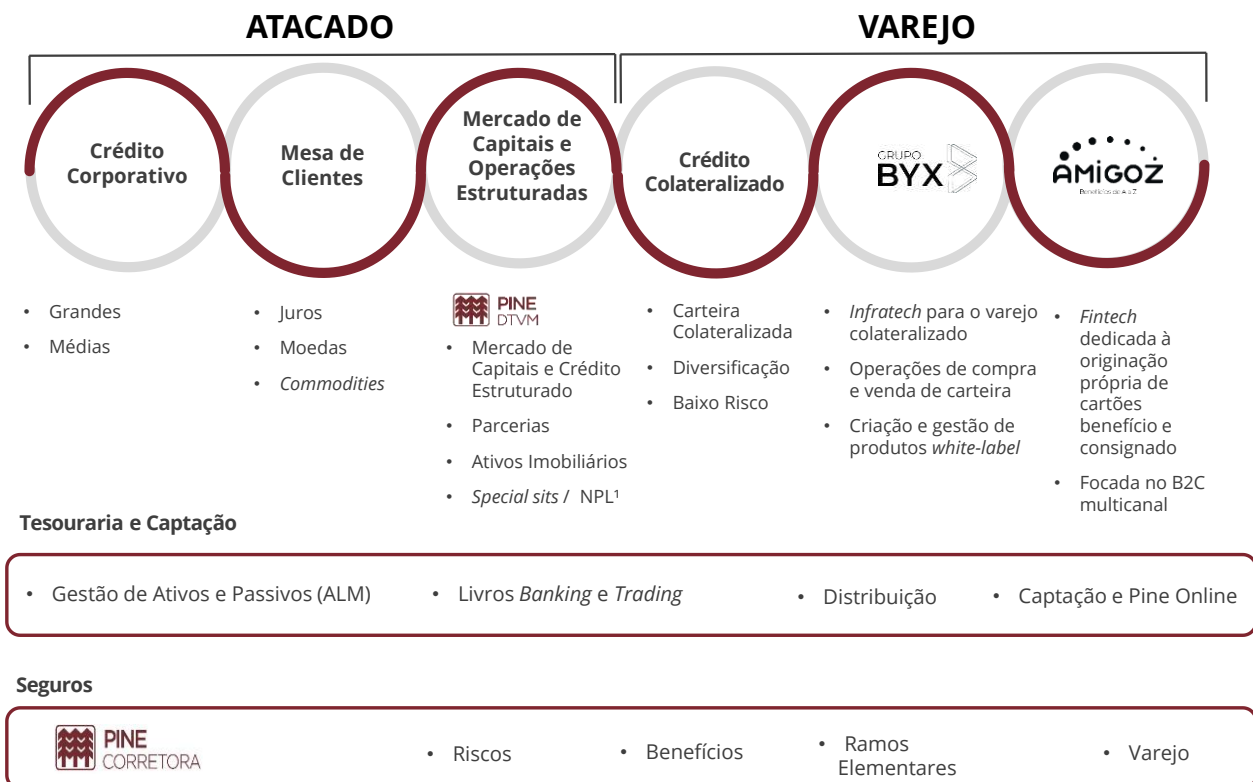 ATACADO
VAREJO
Crédito
Corporativo
Mesa de
Clientes
Mercado de
Capitais e
Operações
Estruturadas
Crédito
Colateralizado
GRUPO
BYX
AMiGOZ
Benefícios de A a Z
• Grandes
• Médias
• Juros
• Moedas
• Commodities
PINE
DTVM
• Mercado de
Capitais e Crédito
Estruturado
• Parcerias
• Ativos Imobiliários
• Special sits / NPL¹
• Carteira
Colateralizada
• Diversificação
• Baixo Risco
• Infratech para o varejo
colateralizado
• Operações de compra
e venda de carteira
• Criação e gestão de
produtos white-label
• Fintech
dedicada à
originação
própria de
cartões
benefício e
consignado
• Focada no B2C
multicanal
Tesouraria e Captação
• Gestão de Ativos e Passivos (ALM)
• Livros Banking e Trading
• Distribuição
• Captação e Pine Online
Seguros
PINE
CORRETORA
• Riscos
• Benefícios
• Ramos
Elementares
• Varejo